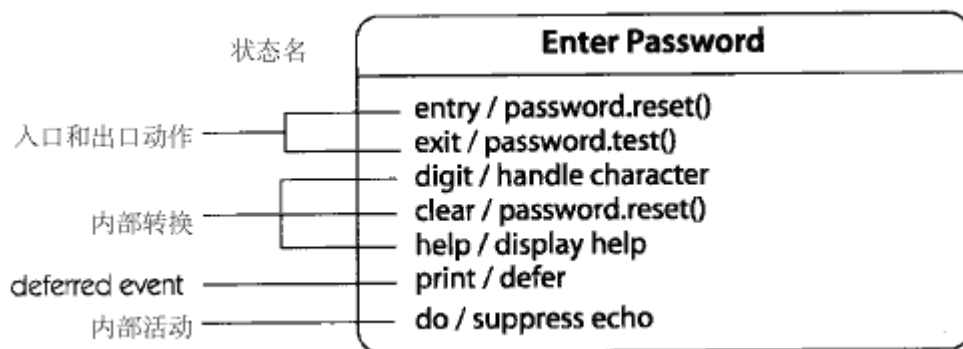 状态名
Enter Password
入口和出口动作
entry / password.reset()
exit / password.test()
内部转换
digit / handle character
clear / password.reset()
help / display help
deferred event
print / defer
内部活动
do / suppress echo